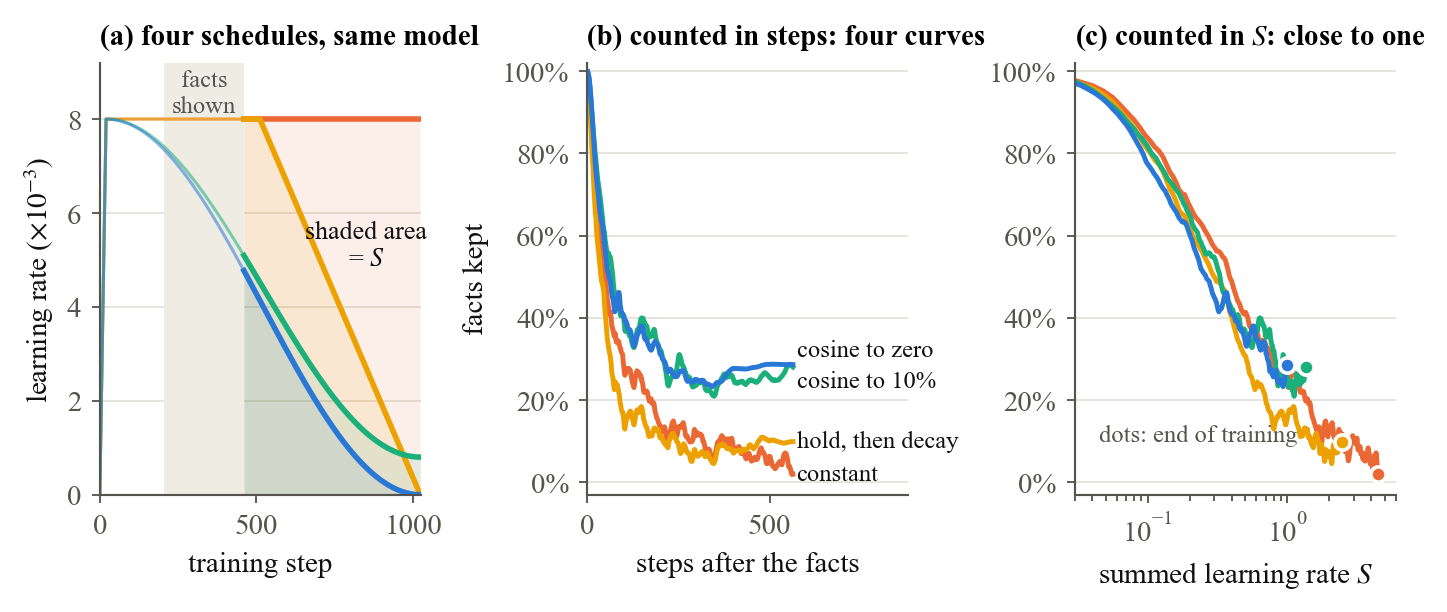 (a) four schedules, same model
facts
shown
8
6
4
2
0
learning rate (×10⁻³)
shaded area
= S
0
500
1000
training step
(b) counted in steps: four curves
100%
80%
60%
40%
20%
0%
facts kept
cosine to zero
cosine to 10%
hold, then decay
constant
0
500
steps after the facts
(c) counted in S: close to one
100%
80%
60%
40%
20%
0%
dots: end of training
10⁻¹
10⁰
summed learning rate S